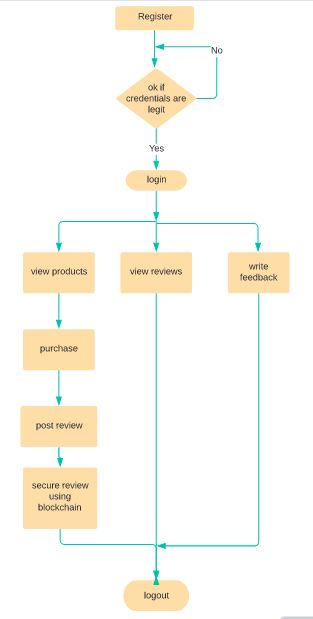 Register
No
ok if
credentials are
legit
Yes
login
view products
view reviews
write
feedback
purchase
post review
secure review
using
blockchain
logout